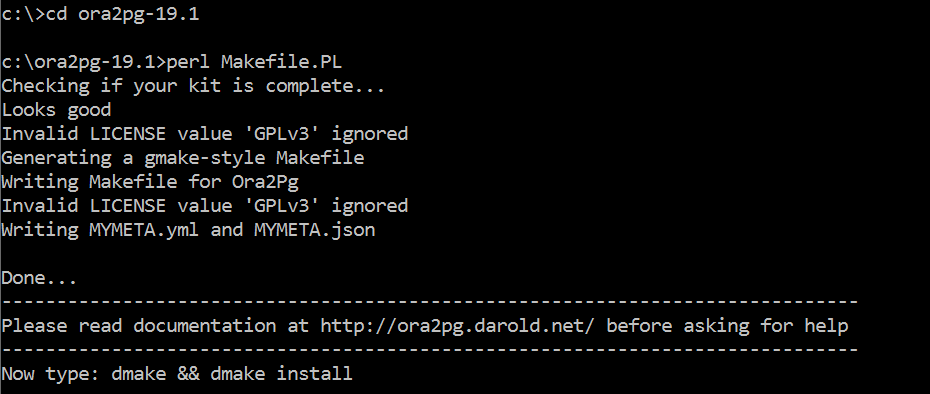 c:\>cd ora2pg-19.1
c:\ora2pg-19.1>perl Makefile.PL
Checking if your kit is complete...
Looks good
Invalid LICENSE value 'GPLv3' ignored
Generating a gmake-style Makefile
Writing Makefile for Ora2Pg
Invalid LICENSE value 'GPLv3' ignored
Writing MYMETA.yml and MYMETA.json
Done...
------------------------------------------------------------------------------
Please read documentation at http://ora2pg.darold.net/ before asking for help
------------------------------------------------------------------------------
Now type: dmake && dmake install